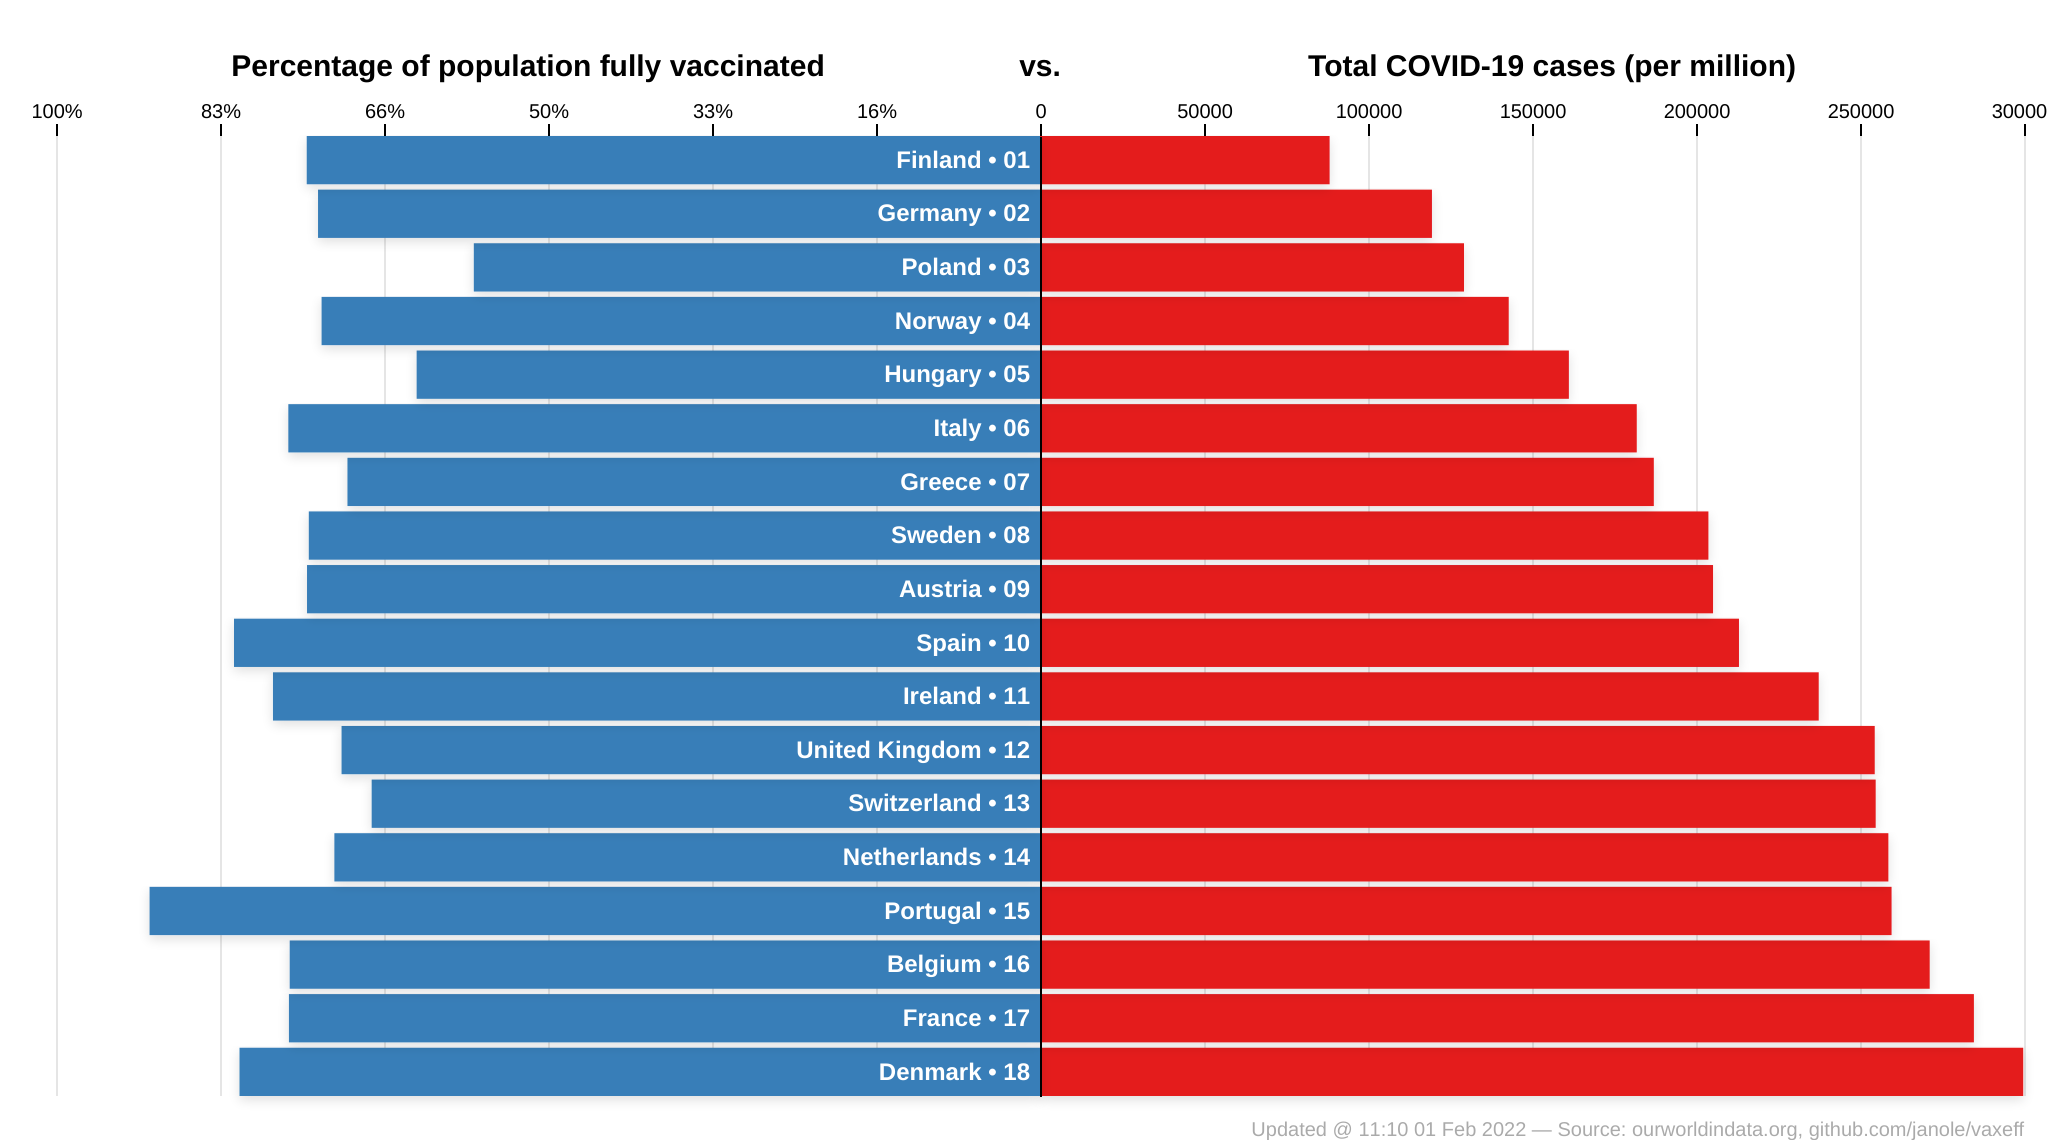 Percentage of population fully vaccinated vs. Total COVID-19 cases (per million)
100% 83% 66% 50% 33% 16% 0 50000 100000 150000 200000 250000 30000
Finland • 01
Germany • 02
Poland • 03
Norway • 04
Hungary • 05
Italy • 06
Greece • 07
Sweden • 08
Austria • 09
Spain • 10
Ireland • 11
United Kingdom • 12
Switzerland • 13
Netherlands • 14
Portugal • 15
Belgium • 16
France • 17
Denmark • 18
Updated @ 11:10 01 Feb 2022 — Source: ourworldindata.org, github.com/janole/vaxeff